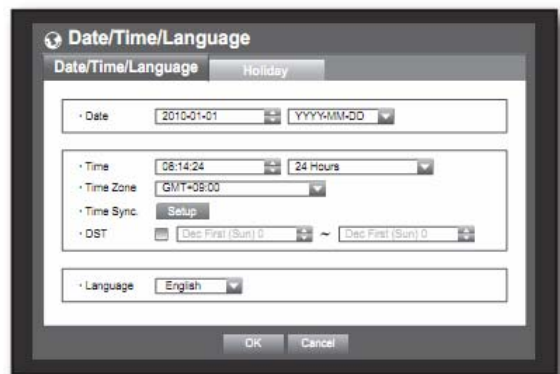 Date/Time/Language
Date/Time/Language Holiday
· Date 2010-01-01 YYYY-MM-DD
· Time 08:14:24 24 Hours
· Time Zone GMT+09:00
· Time Sync. Setup
· DST Dec First (Sun) 0 ~ Dec First (Sun) 0
· Language English
OK Cancel